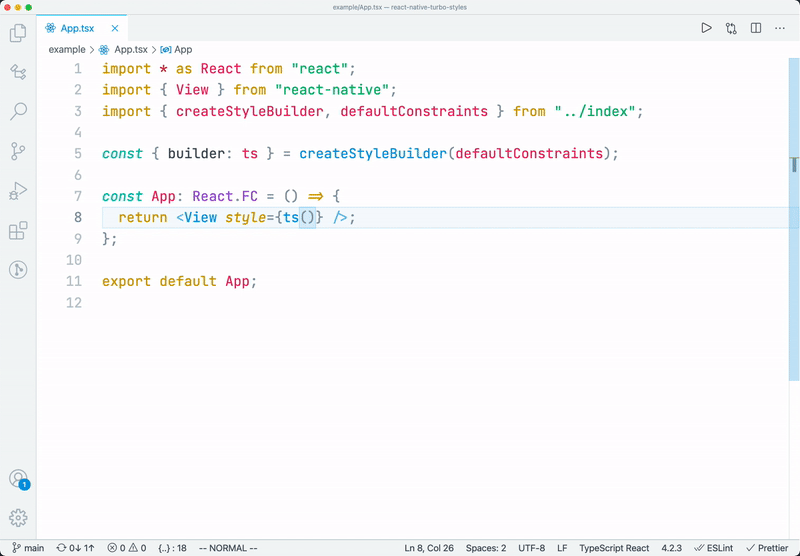 example/App.tsx — react-native-turbo-styles
App.tsx
example > App.tsx > App
1 import * as React from "react";
2 import { View } from "react-native";
3 import { createStyleBuilder, defaultConstraints } from "../index";
4
5 const { builder: ts } = createStyleBuilder(defaultConstraints);
6
7 const App: React.FC = () => {
8 return <View style={ts()} />;
9 };
10
11 export default App;
12
1
main 0↓ 1↑ 0 0 {..} : 18 -- NORMAL -- Ln 8, Col 26 Spaces: 2 UTF-8 LF TypeScript React 4.2.3 ESLint Prettier